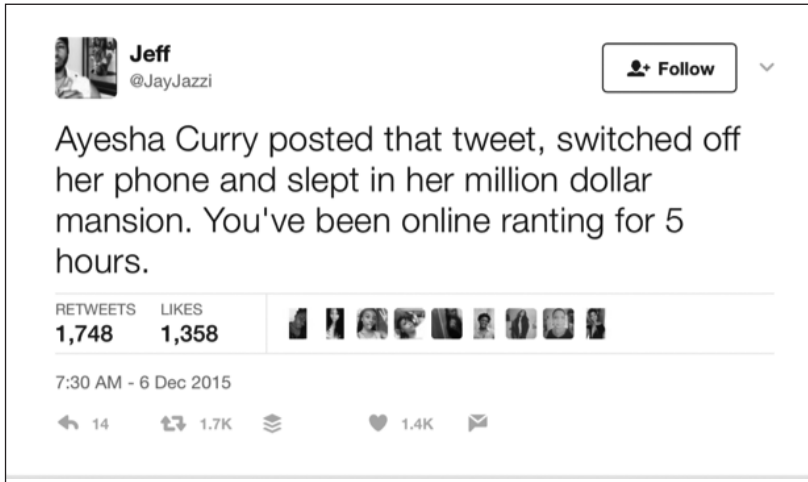 Jeff
@JayJazzi
Follow
Ayesha Curry posted that tweet, switched off
her phone and slept in her million dollar
mansion. You've been online ranting for 5
hours.
RETWEETS LIKES
1,748 1,358
7:30 AM - 6 Dec 2015
14 1.7K 1.4K